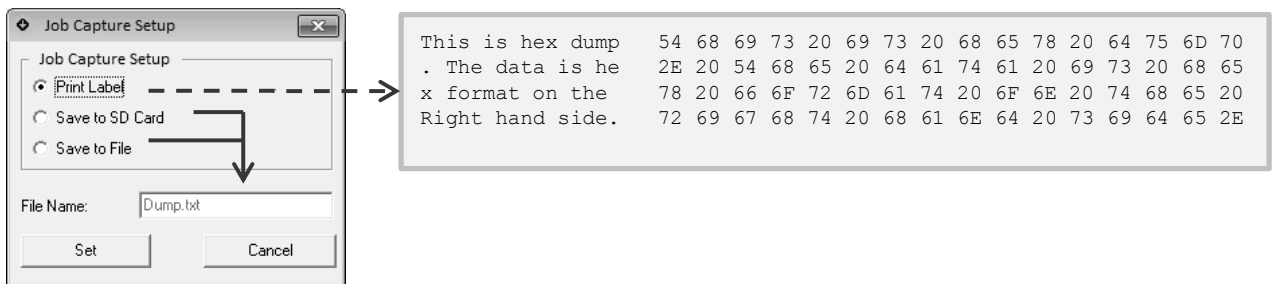 Job Capture Setup
Job Capture Setup
Print Label
Save to SD Card
Save to File
File Name: Dump.txt
Set Cancel
This is hex dump 54 68 69 73 20 69 73 20 68 65 78 20 64 75 6D 70
. The data is he 2E 20 54 68 65 20 64 61 74 61 20 69 73 20 68 65
x format on the 78 20 66 6F 72 6D 61 74 20 6F 6E 20 74 68 65 20
Right hand side. 72 69 67 68 74 20 68 61 6E 64 20 73 69 64 65 2E